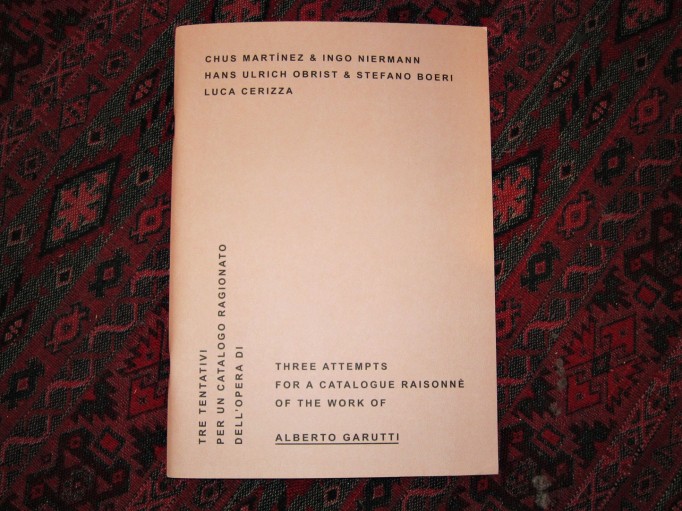 CHUS MARTÍNEZ & INGO NIERMANN
HANS ULRICH OBRIST & STEFANO BOERI
LUCA CERIZZA
TRE TENTATIVI
PER UN CATALOGO RAGIONATO
DELL'OPERA DI
THREE ATTEMPTS
FOR A CATALOGUE RAISONNÉ
OF THE WORK OF
ALBERTO GARUTTI